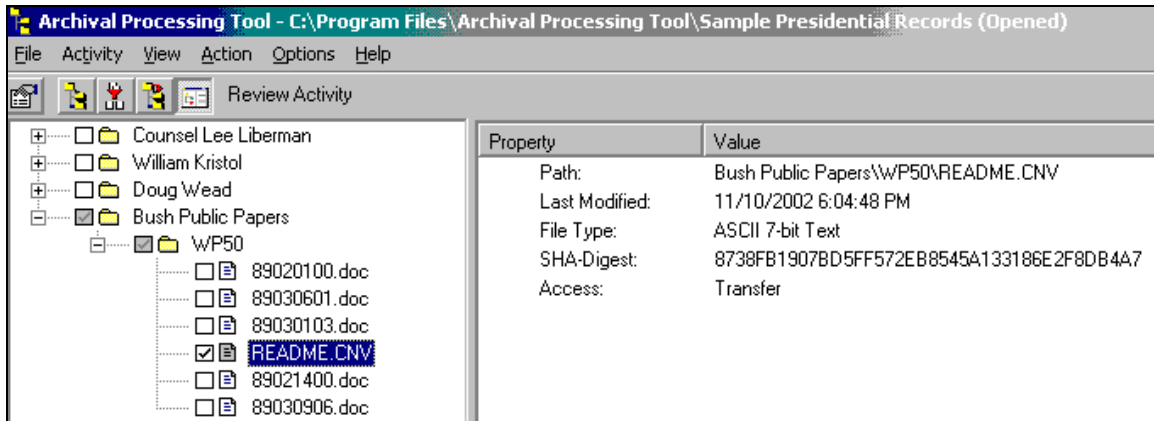 Archival Processing Tool - C:\Program Files\Archival Processing Tool\Sample Presidential Records (Opened)
File Activity View Action Options Help
Review Activity
Counsel Lee Liberman
William Kristol
Doug Wead
Bush Public Papers
WP50
89020100.doc
89030601.doc
89030103.doc
README.CNV
89021400.doc
89030906.doc
Property Value
Path: Bush Public Papers\WP50\README.CNV
Last Modified: 11/10/2002 6:04:48 PM
File Type: ASCII 7-bit Text
SHA-Digest: 8738FB1907BD5FF572EB8545A133186E2F8DB4A7
Access: Transfer